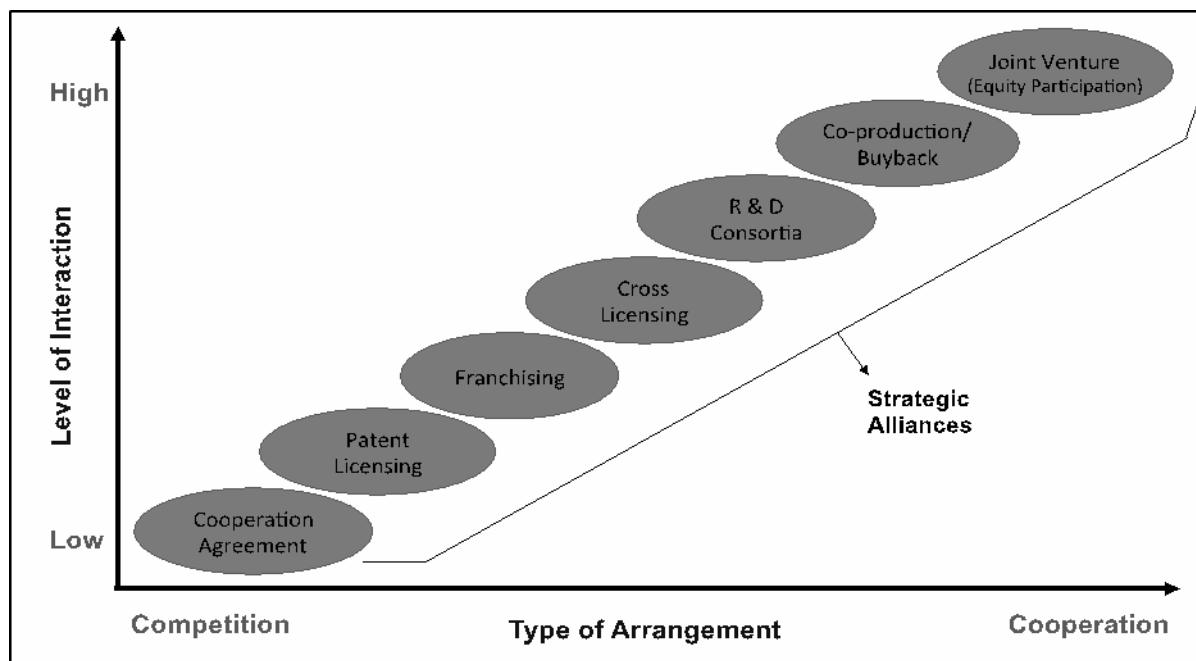 High
Joint Venture
(Equity Participation)
Co-production/
Buyback
R & D
Consortia
Cross
Licensing
Franchising
Patent
Licensing
Cooperation
Agreement
Level of Interaction
Strategic
Alliances
Low
Competition
Type of Arrangement
Cooperation